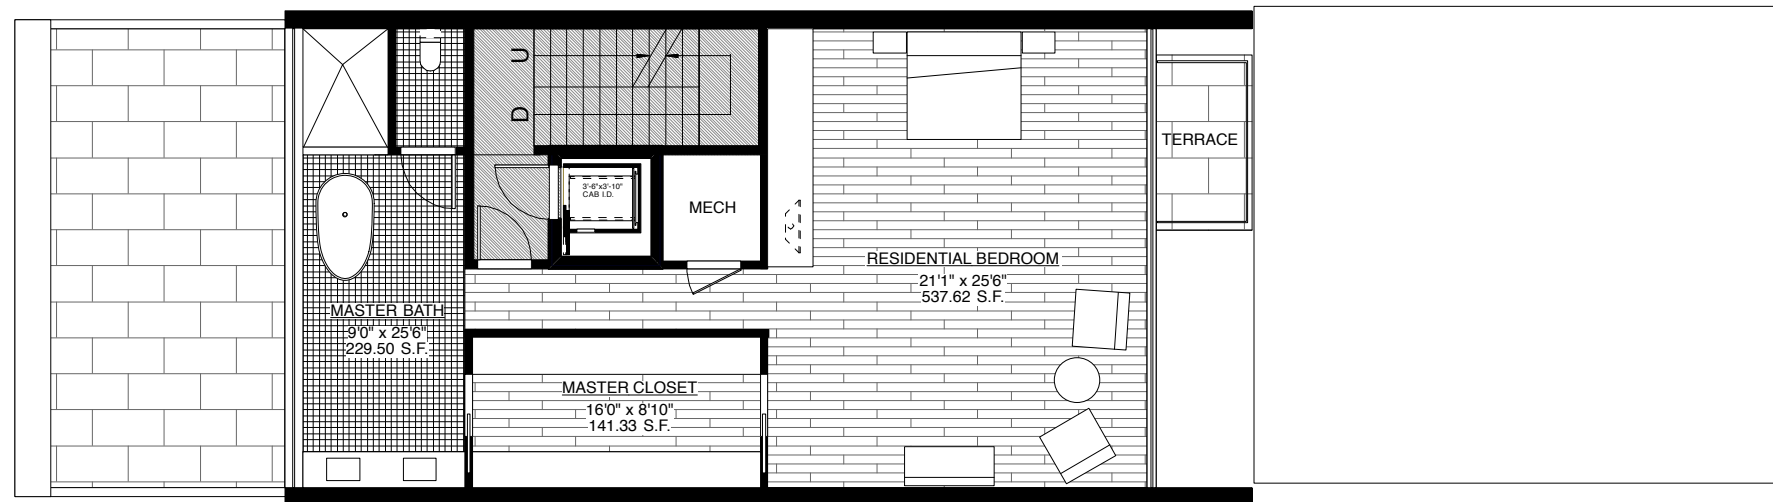 U
D
3'-6"x3'-10"
CAB I.D.
MECH
TERRACE
RESIDENTIAL BEDROOM
21'1" x 25'6"
537.62 S.F.
MASTER BATH
9'0" x 25'6"
229.50 S.F.
MASTER CLOSET
16'0" x 8'10"
141.33 S.F.